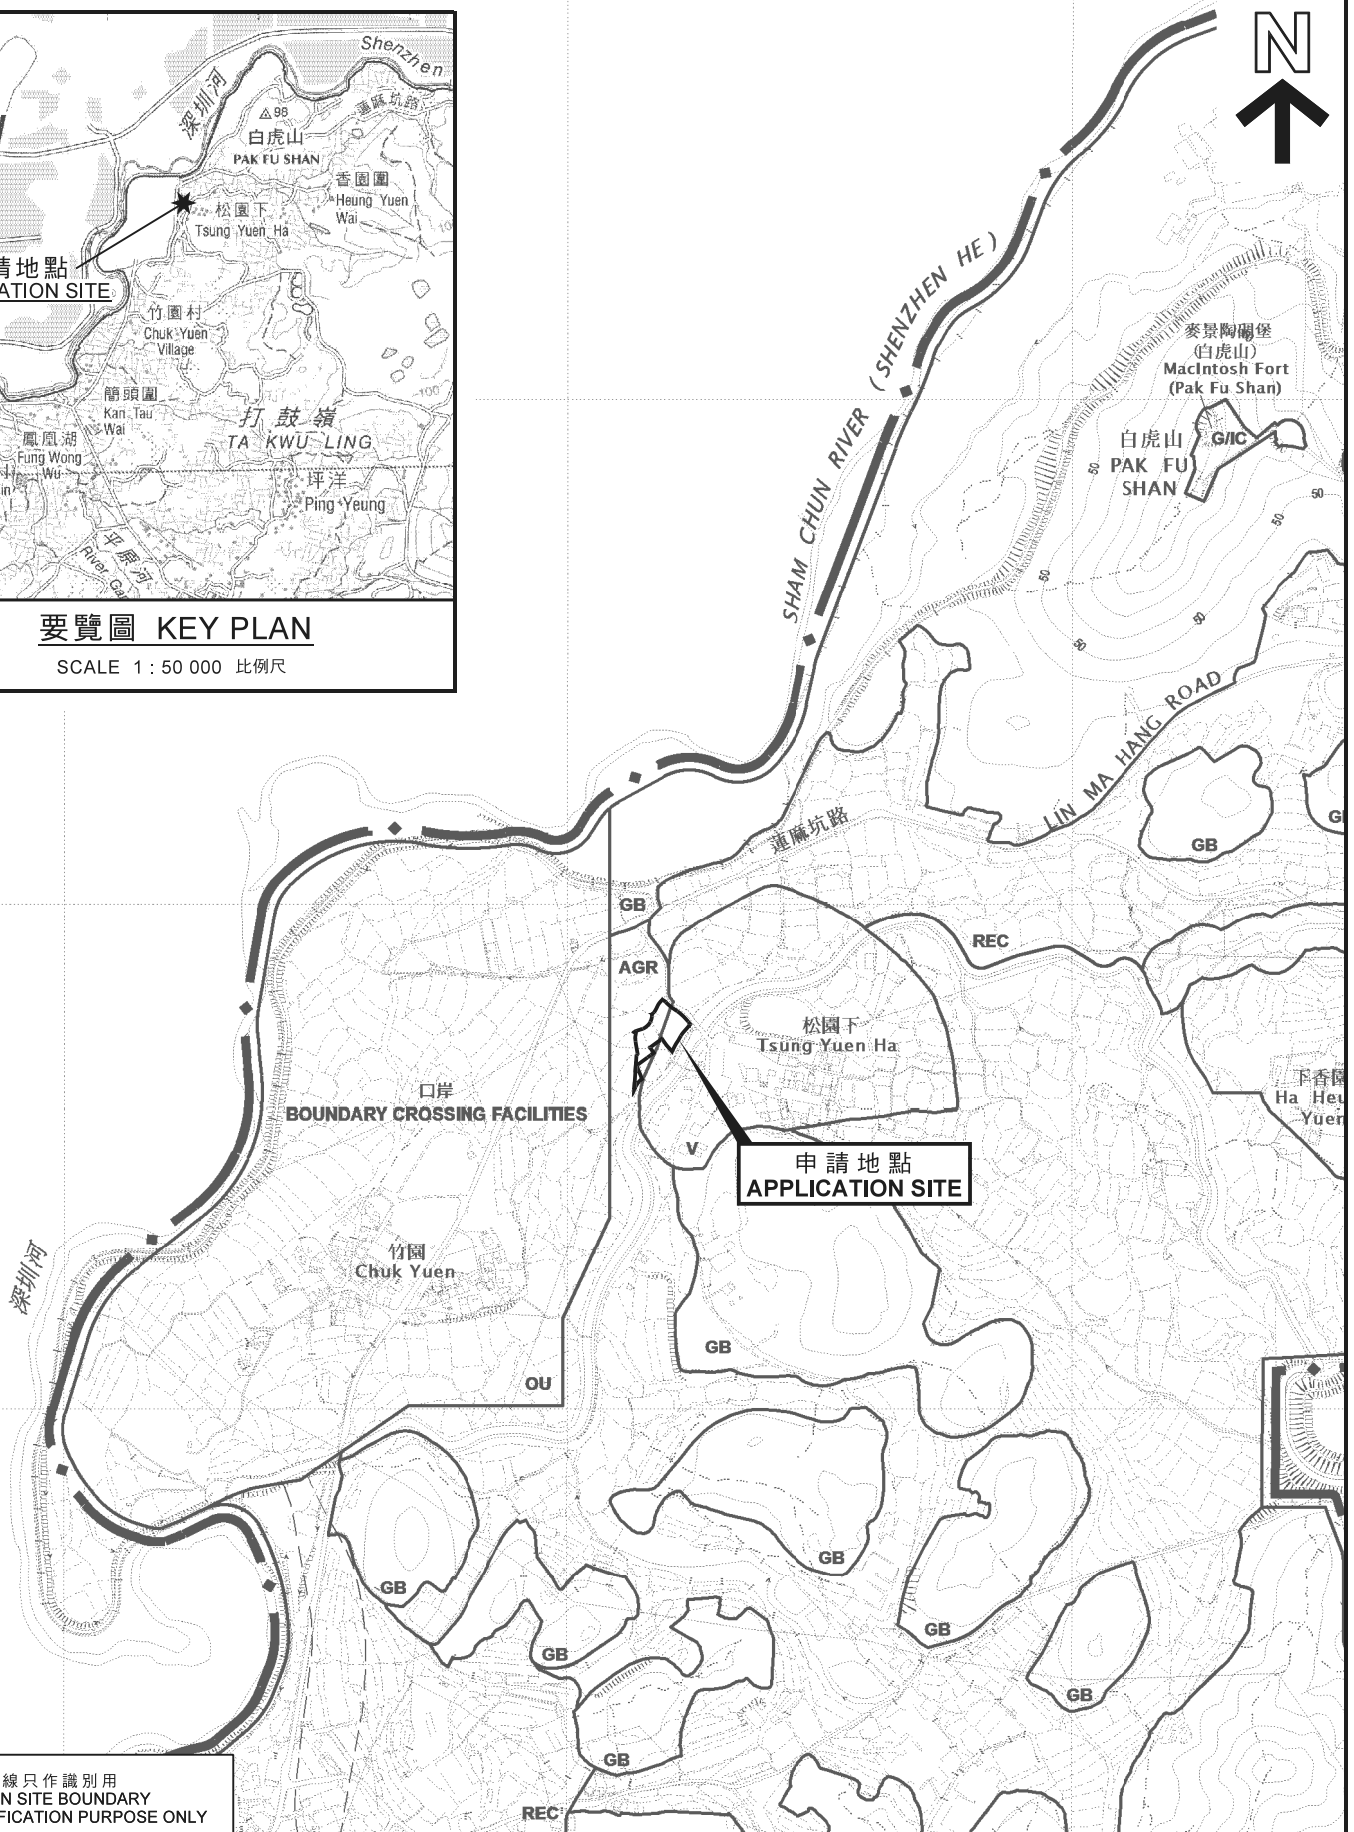 Shenzhen
深圳河
連麻坑路
98
白虎山
PAK FU SHAN
香園圍
Heung Yuen
Wai
松園下
Tsung Yuen Ha
請地點
ATION SITE
竹園村
Chuk Yuen
Village
簡頭圍
Kan Tau
Wai
100
打鼓嶺
TA KWU LING
鳳凰湖
Fung Wong
Wu
坪洋
Ping Yeung
平原河
要覽圖 KEY PLAN
SCALE 1 : 50 000 比例尺
N
SHAM CHUN RIVER (SHENZHEN HE)
麥景陶碉堡
(白虎山)
MacIntosh Fort
(Pak Fu Shan)
白虎山
PAK FU
SHAN
G/IC
50
50
50
50
50
50
LIN MA HANG ROAD
連麻坑路
GB
GB
AGR
REC
松園下
Tsung Yuen Ha
口岸
BOUNDARY CROSSING FACILITIES
V
申請地點
APPLICATION SITE
下香園
Ha Heu
Yuen
深圳河
竹園
Chuk Yuen
OU
GB
GB
GB
GB
GB
GB
GB
REC
線只作識別用
N SITE BOUNDARY
FICATION PURPOSE ONLY